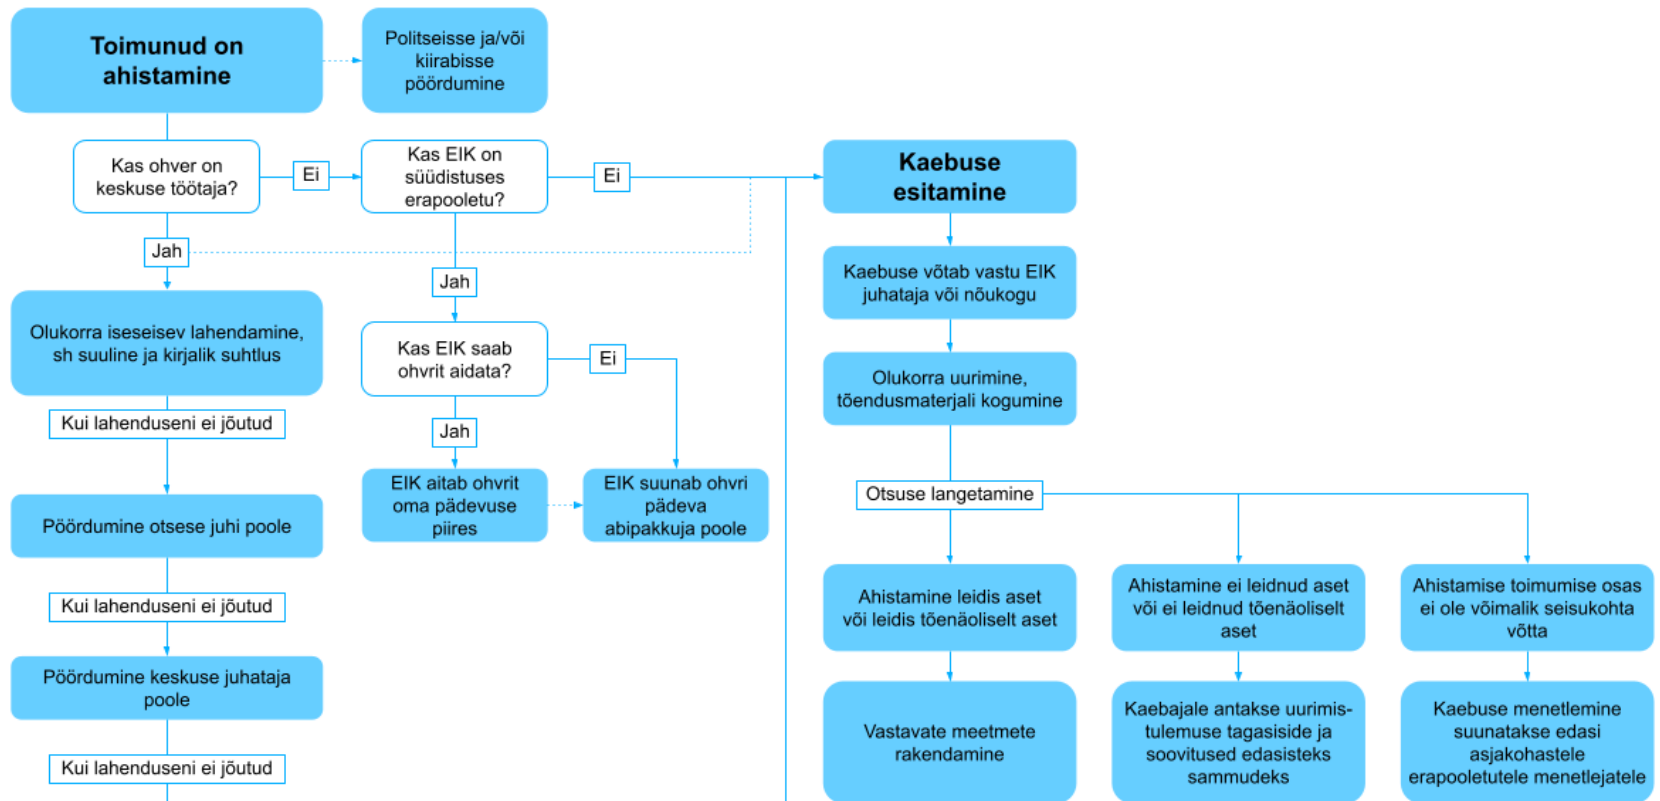 Toimunud on
ahistamine
Politseisse ja/või
kiirabisse
pöördumine
Kas ohver on
keskuse töötaja?
Ei
Kas EIK on
süüdistuses
erapooletu?
Ei
Kaebuse
esitamine
Jah
Jah
Kaebuse võtab vastu EIK
juhataja või nõukogu
Olukorra iseseisev lahendamine,
sh suuline ja kirjalik suhtlus
Kas EIK saab
ohvrit aidata?
Ei
Olukorra uurimine,
tõendusmaterjali kogumine
Kui lahenduseni ei jõutud
Jah
EIK aitab ohvrit
oma pädevuse
piires
EIK suunab ohvri
pädeva
abipakkuja poole
Otsuse langetamine
Pöördumine otsese juhi poole
Kui lahenduseni ei jõutud
Ahistamine leidis aset
või leidis tõenäoliselt aset
Ahistamine ei leidnud aset
või ei leidnud tõenäoliselt
aset
Ahistamise toimumise osas
ei ole võimalik seisukohta
võtta
Pöördumine keskuse juhataja
poole
Kui lahenduseni ei jõutud
Vastavate meetmete
rakendamine
Kaebajale antakse uurimis-
tulemuse tagasiside ja
soovitused edasisteks
sammudeks
Kaebuse menetlemine
suunatakse edasi
asjakohastele
erapooletutele menetlejatele